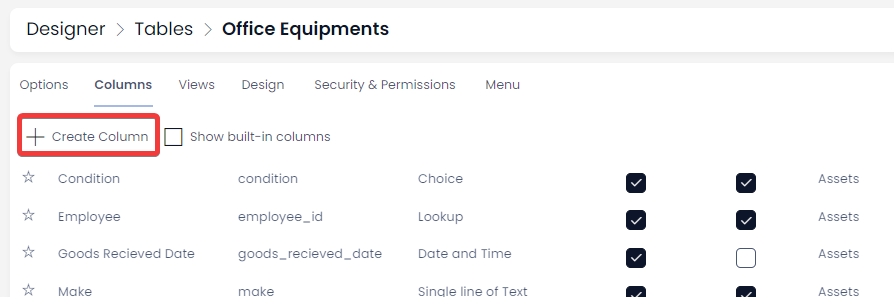 Designer > Tables > Office Equipments
Options Columns Views Design Security & Permissions Menu
Create Column Show built-in columns
Condition condition Choice Assets
Employee employee_id Lookup Assets
Goods Recieved Date goods_recieved_date Date and Time Assets
Make make Single line of Text Assets